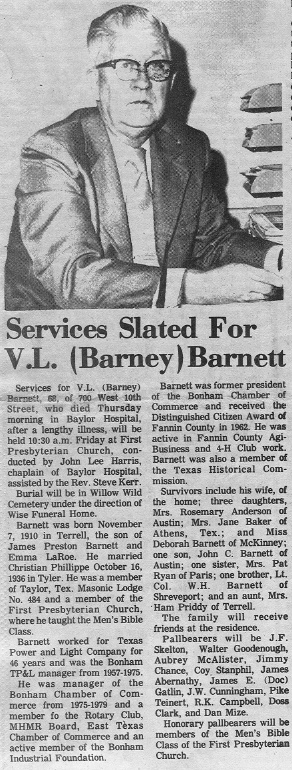 Services Slated For
V.L. (Barney) Barnett
Services for V.L. (Barney)
Barnett, 68, of 700 West 10th
Street, who died Thursday
morning in Baylor Hospital,
after a lengthy illness, will be
held 10:30 a.m. Friday at First
Presbyterian Church, con-
ducted by John Lee Harris,
chaplain of Baylor Hospital,
assisted by the Rev. Steve Kerr.
Burial will be in Willow Wild
Cemetery under the direction of
Wise Funeral Home.
Barnett was born November
7, 1910 in Terrell, the son of
James Preston Barnett and
Emma LaRoe. He married
Christian Phillippe October 16,
1936 in Tyler. He was a member
of Taylor, Tex. Masonic Lodge
No. 484 and a member of the
First Presbyterian Church,
where he taught the Men's Bible
Class.
Barnett worked for Texas
Power and Light Company for
46 years and was the Bonham
TP&L manager from 1957-1975.
He was manager of the
Bonham Chamber of Com-
merce from 1975-1979 and a
member fo the Rotary Club,
MHMR Board, East Texas
Chamber of Commerce and an
active member of the Bonham
Industrial Foundation.
Barnett was former president
of the Bonham Chamber of
Commerce and received the
Distinguished Citizen Award of
Fannin County in 1962. He was
active in Fannin County Agi-
Business and 4-H Club work.
Barnett was also a member of
the Texas Historical Com-
mission.
Survivors include his wife, of
the home; three daughters,
Mrs. Rosemary Anderson of
Austin; Mrs. Jane Baker of
Athens, Tex.; and Miss
Deborah Barnett of McKinney;
one son, John C. Barnett of
Austin; one sister, Mrs. Pat
Ryan of Paris; one brother, Lt.
Col. W.H. Barnett of
Shreveport; and an aunt, Mrs.
Ham Priddy of Terrell.
The family will receive
friends at the residence.
Pallbearers will be J.F.
Skelton, Walter Goodenough,
Aubrey McAlister, Jimmy
Chance, Coy Stanphil, James
Abernathy, James E. (Doc)
Gatlin, J.W. Cunningham, Pike
Teinert, R.K. Campbell, Doss
Clark, and Dan Mize.
Honorary pallbearers will be
members of the Men's Bible
Class of the First Presbyterian
Church.